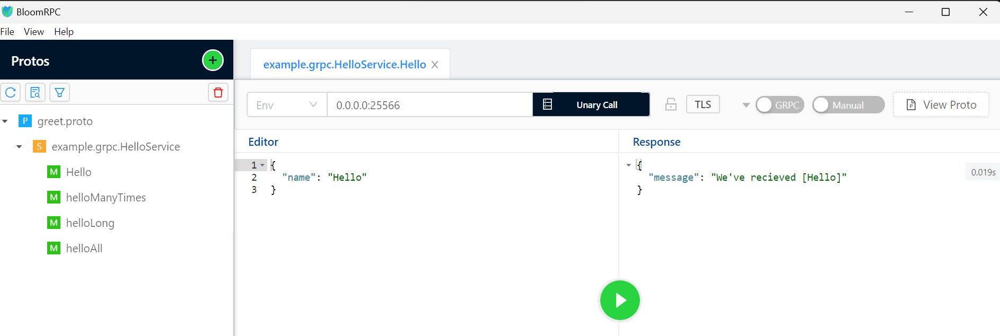 BloomRPC
File View Help
Protos
example.grpc.HelloService.Hello
Env 0.0.0.0:25566 Unary Call TLS GRPC Manual View Proto
P greet.proto
S example.grpc.HelloService
M Hello
M helloManyTimes
M helloLong
M helloAll
Editor
1 {
2 "name": "Hello"
3 }
Response
{
"message": "We've recieved [Hello]"
}
0.019s